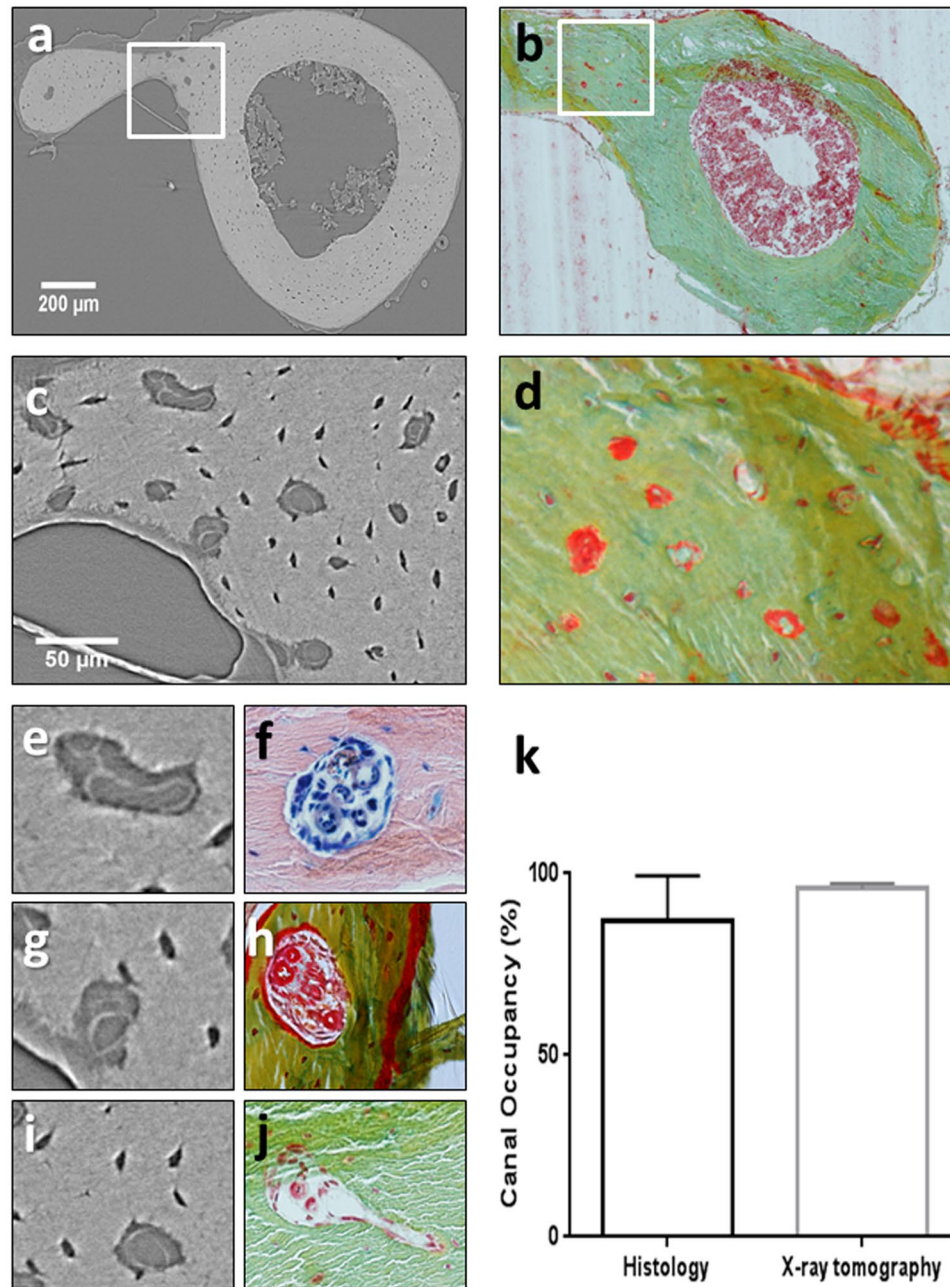 a
200 µm
b
c
50 µm
d
e
f
g
h
i
j
k
Canal Occupancy (%)
100
50
0
Histology
X-ray tomography